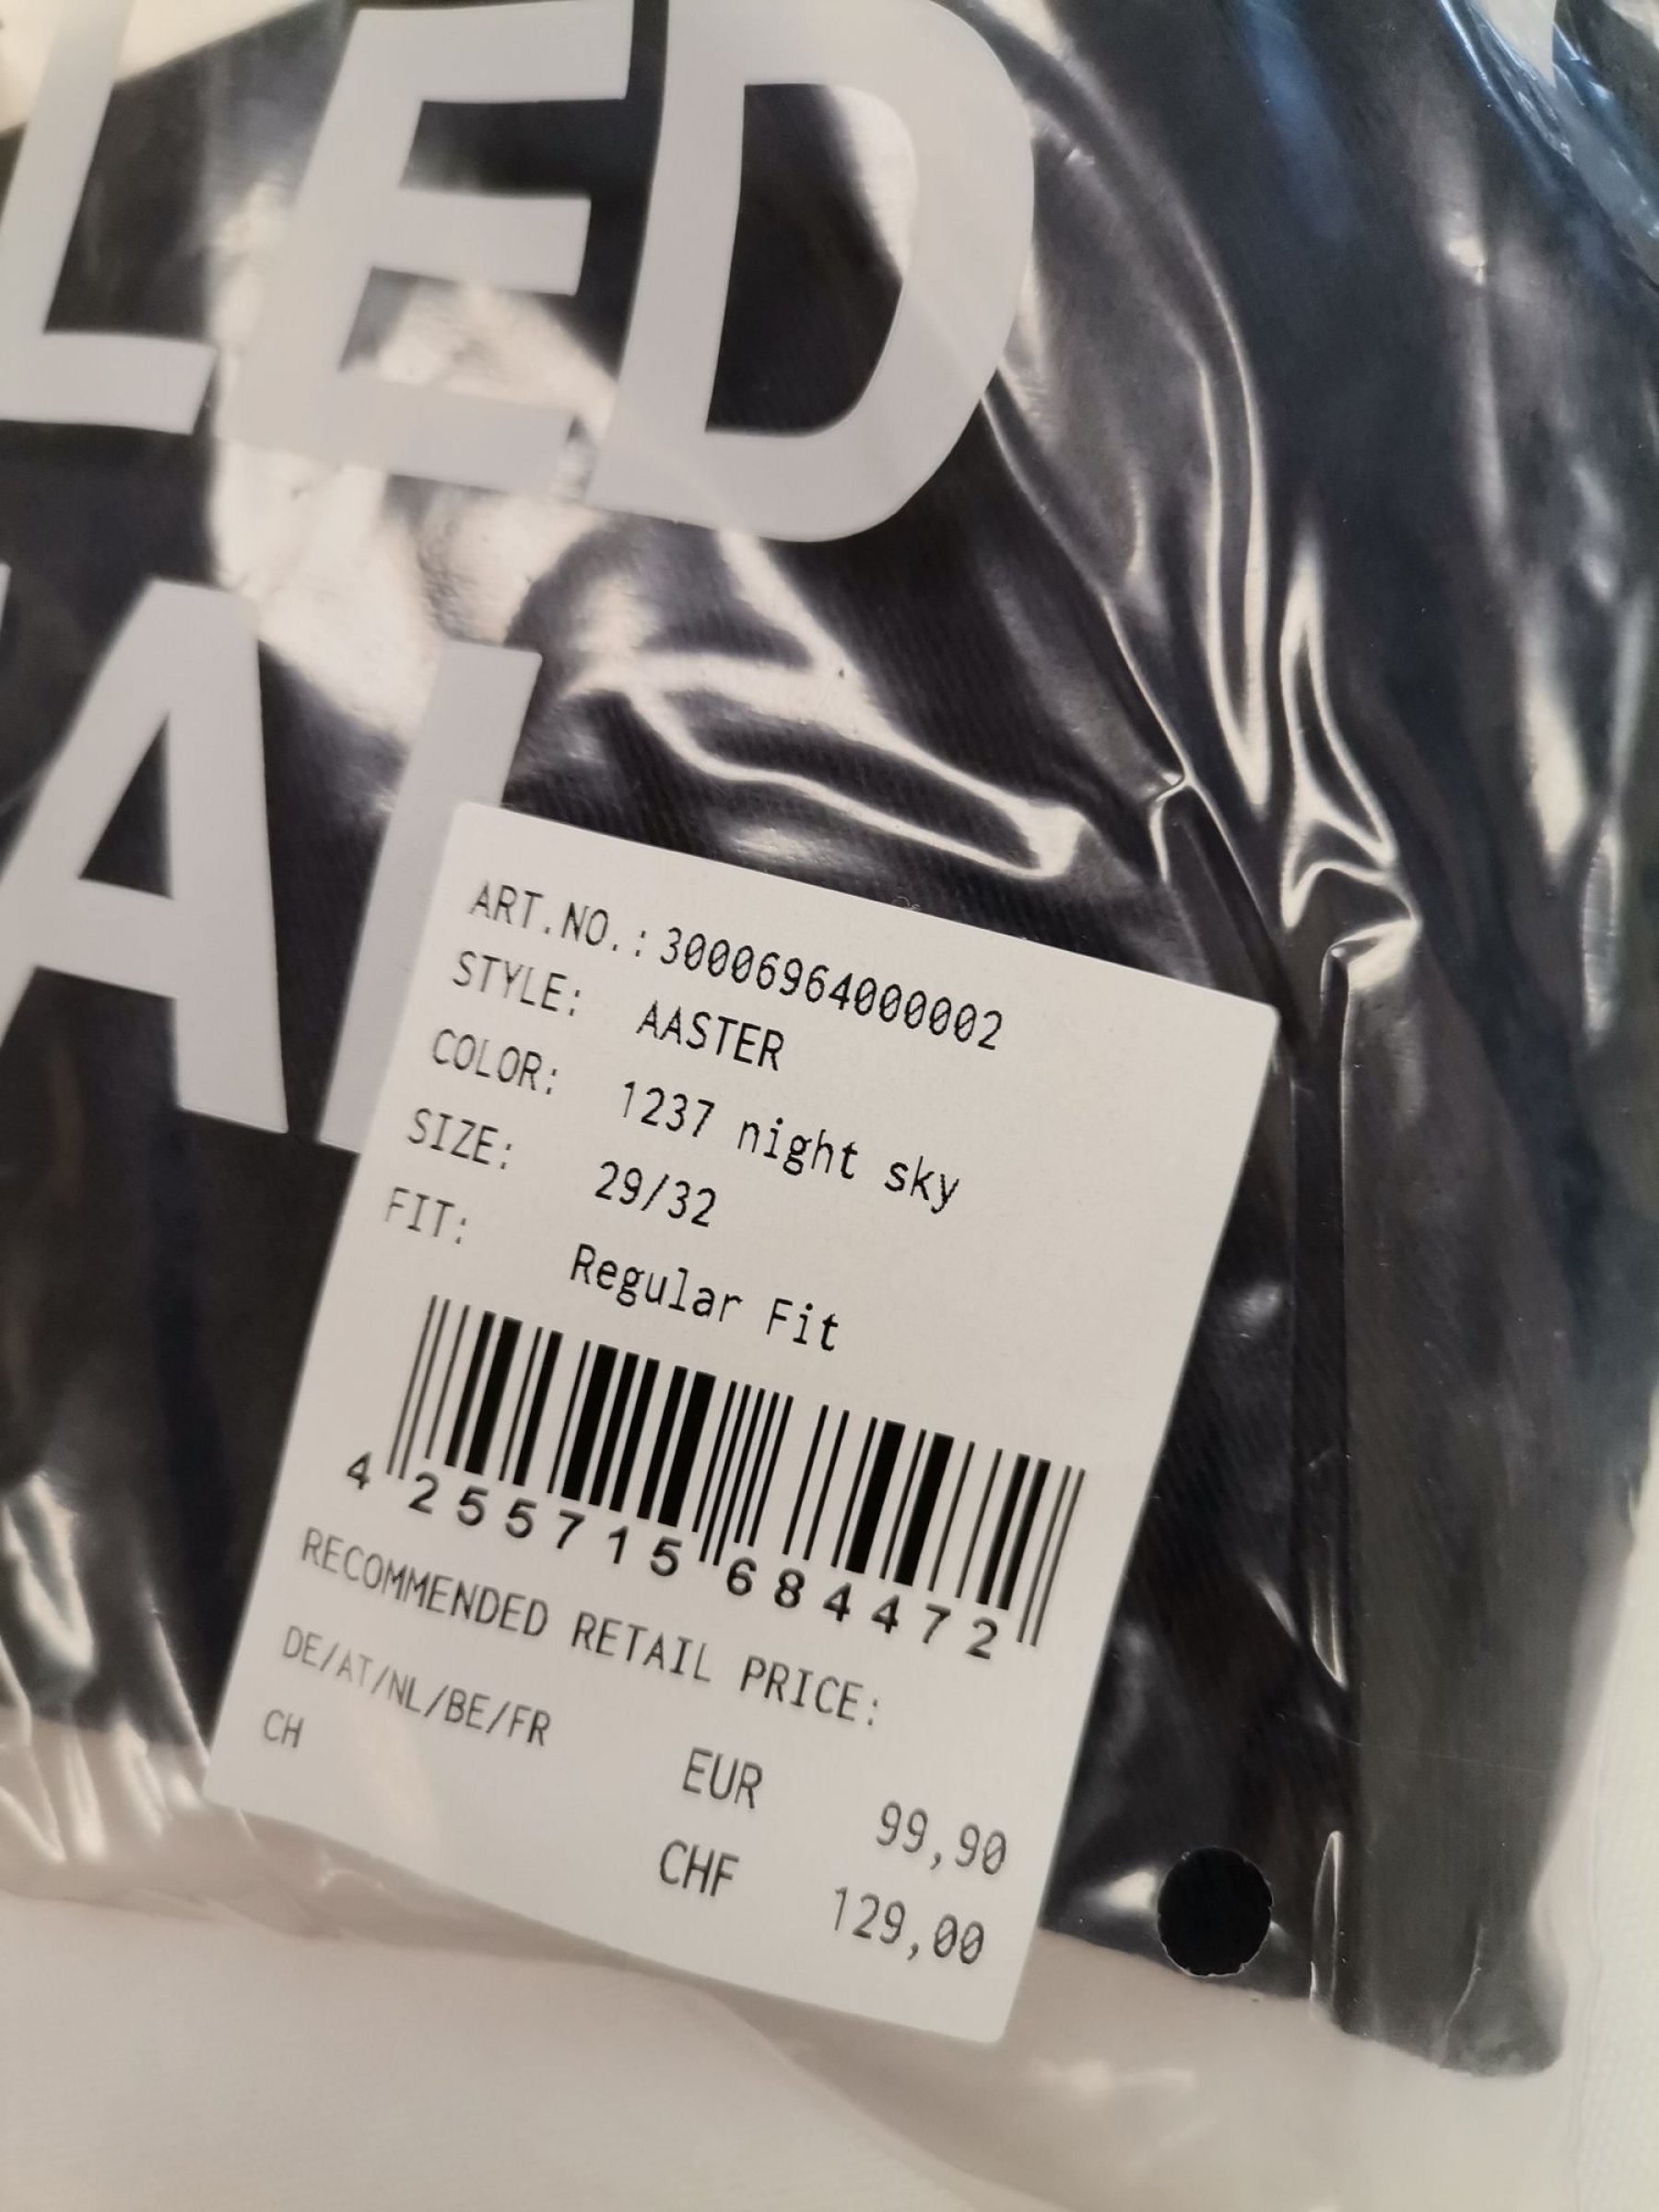 LED
AL
ART.NO.: 30006964000002
STYLE: AASTER
COLOR: 1237 night sky
SIZE: 29/32
FIT: Regular Fit
4 255715 684472
RECOMMENDED RETAIL PRICE:
DE/AT/NL/BE/FR EUR 99,90
CH CHF 129,00